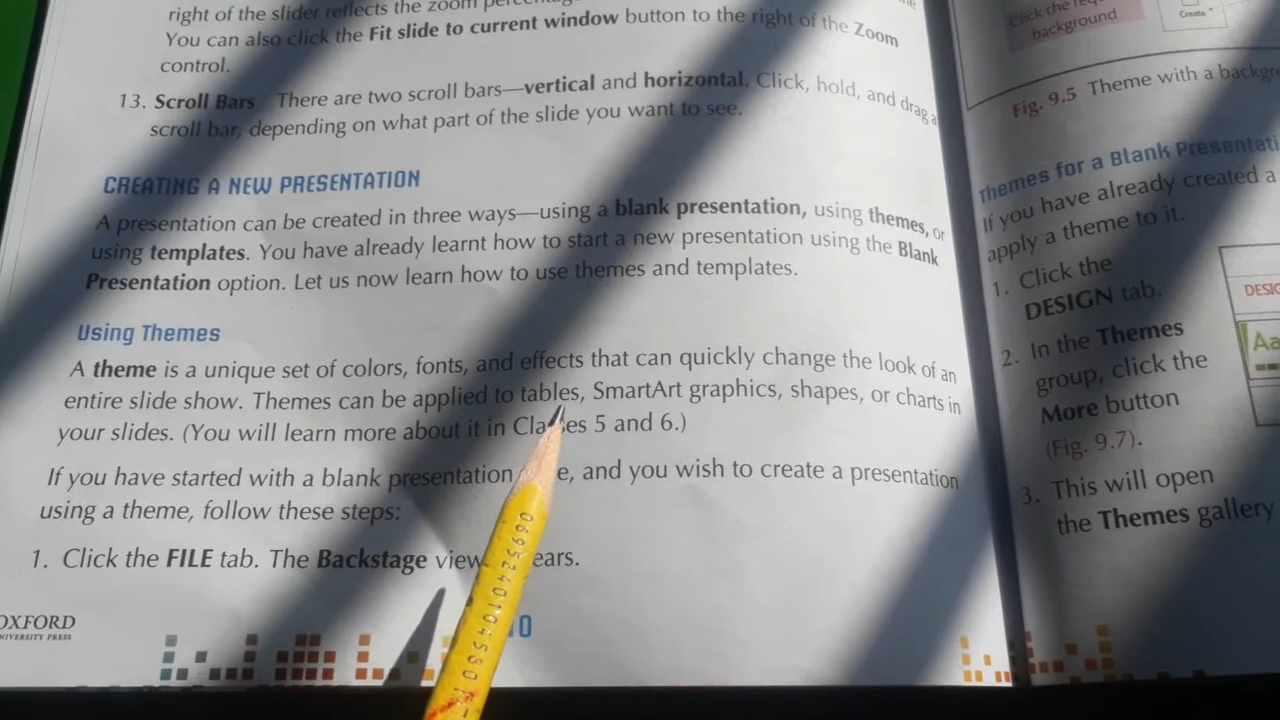 right of the slider reflects the zoom
You can also click the Fit slide to current window button to the right of the Zoom
control.
13. Scroll Bars There are two scroll bars—vertical and horizontal. Click, hold, and drag a
scroll bar, depending on what part of the slide you want to see.
CREATING A NEW PRESENTATION
A presentation can be created in three ways—using a blank presentation, using themes, or
using templates. You have already learnt how to start a new presentation using the Blank
Presentation option. Let us now learn how to use themes and templates.
Using Themes
A theme is a unique set of colors, fonts, and effects that can quickly change the look of an
entire slide show. Themes can be applied to tables, SmartArt graphics, shapes, or charts in
your slides. (You will learn more about it in Cla es 5 and 6.)
If you have started with a blank presentation e, and you wish to create a presentation
using a theme, follow these steps:
1. Click the FILE tab. The Backstage view ears.
OXFORD
UNIVERSITY PRESS
10
0695240104580
Click the
background
Create
Fig. 9.5 Theme with a backgr
Themes for a Blank Presentati
If you have already created a
apply a theme to it.
1. Click the
DESIGN tab.
2. In the Themes
group, click the
More button
(Fig. 9.7).
3. This will open
the Themes gallery
DESIG
Aa